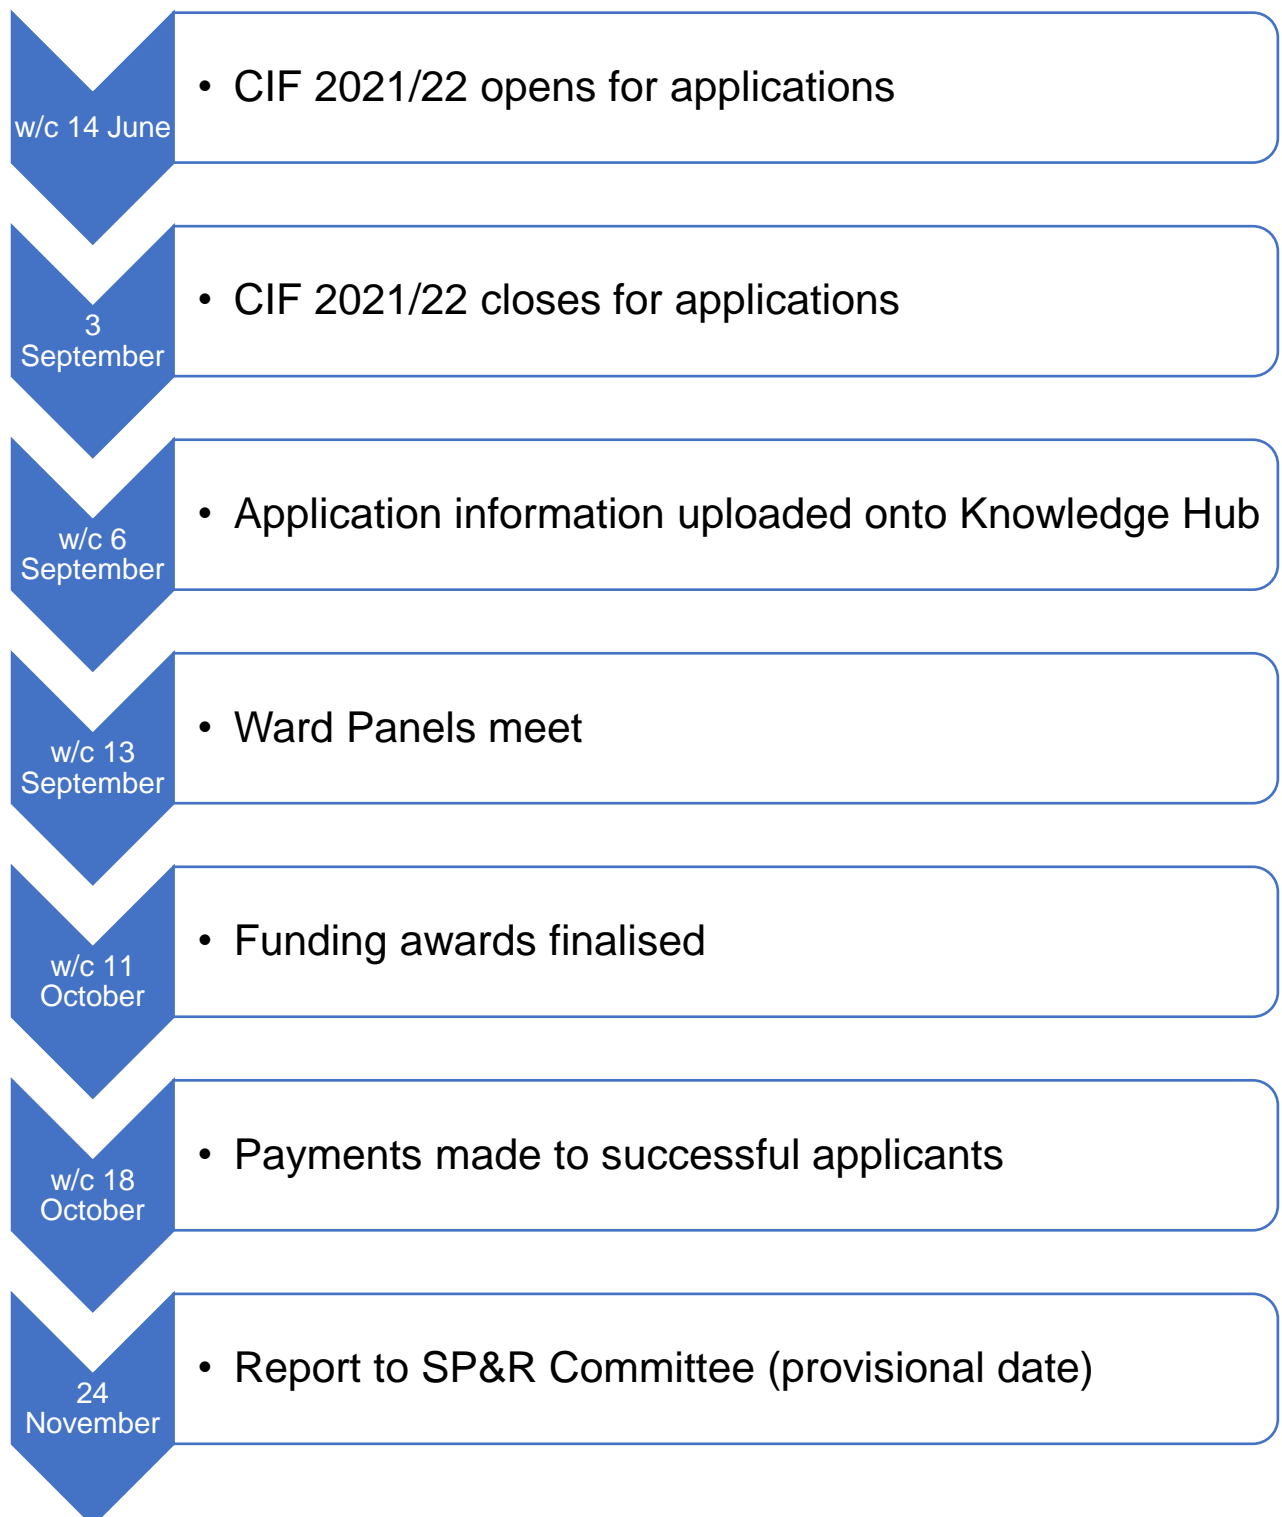 w/c 14 June
• CIF 2021/22 opens for applications
3
September
• CIF 2021/22 closes for applications
w/c 6
September
• Application information uploaded onto Knowledge Hub
w/c 13
September
• Ward Panels meet
w/c 11
October
• Funding awards finalised
w/c 18
October
• Payments made to successful applicants
24
November
• Report to SP&R Committee (provisional date)